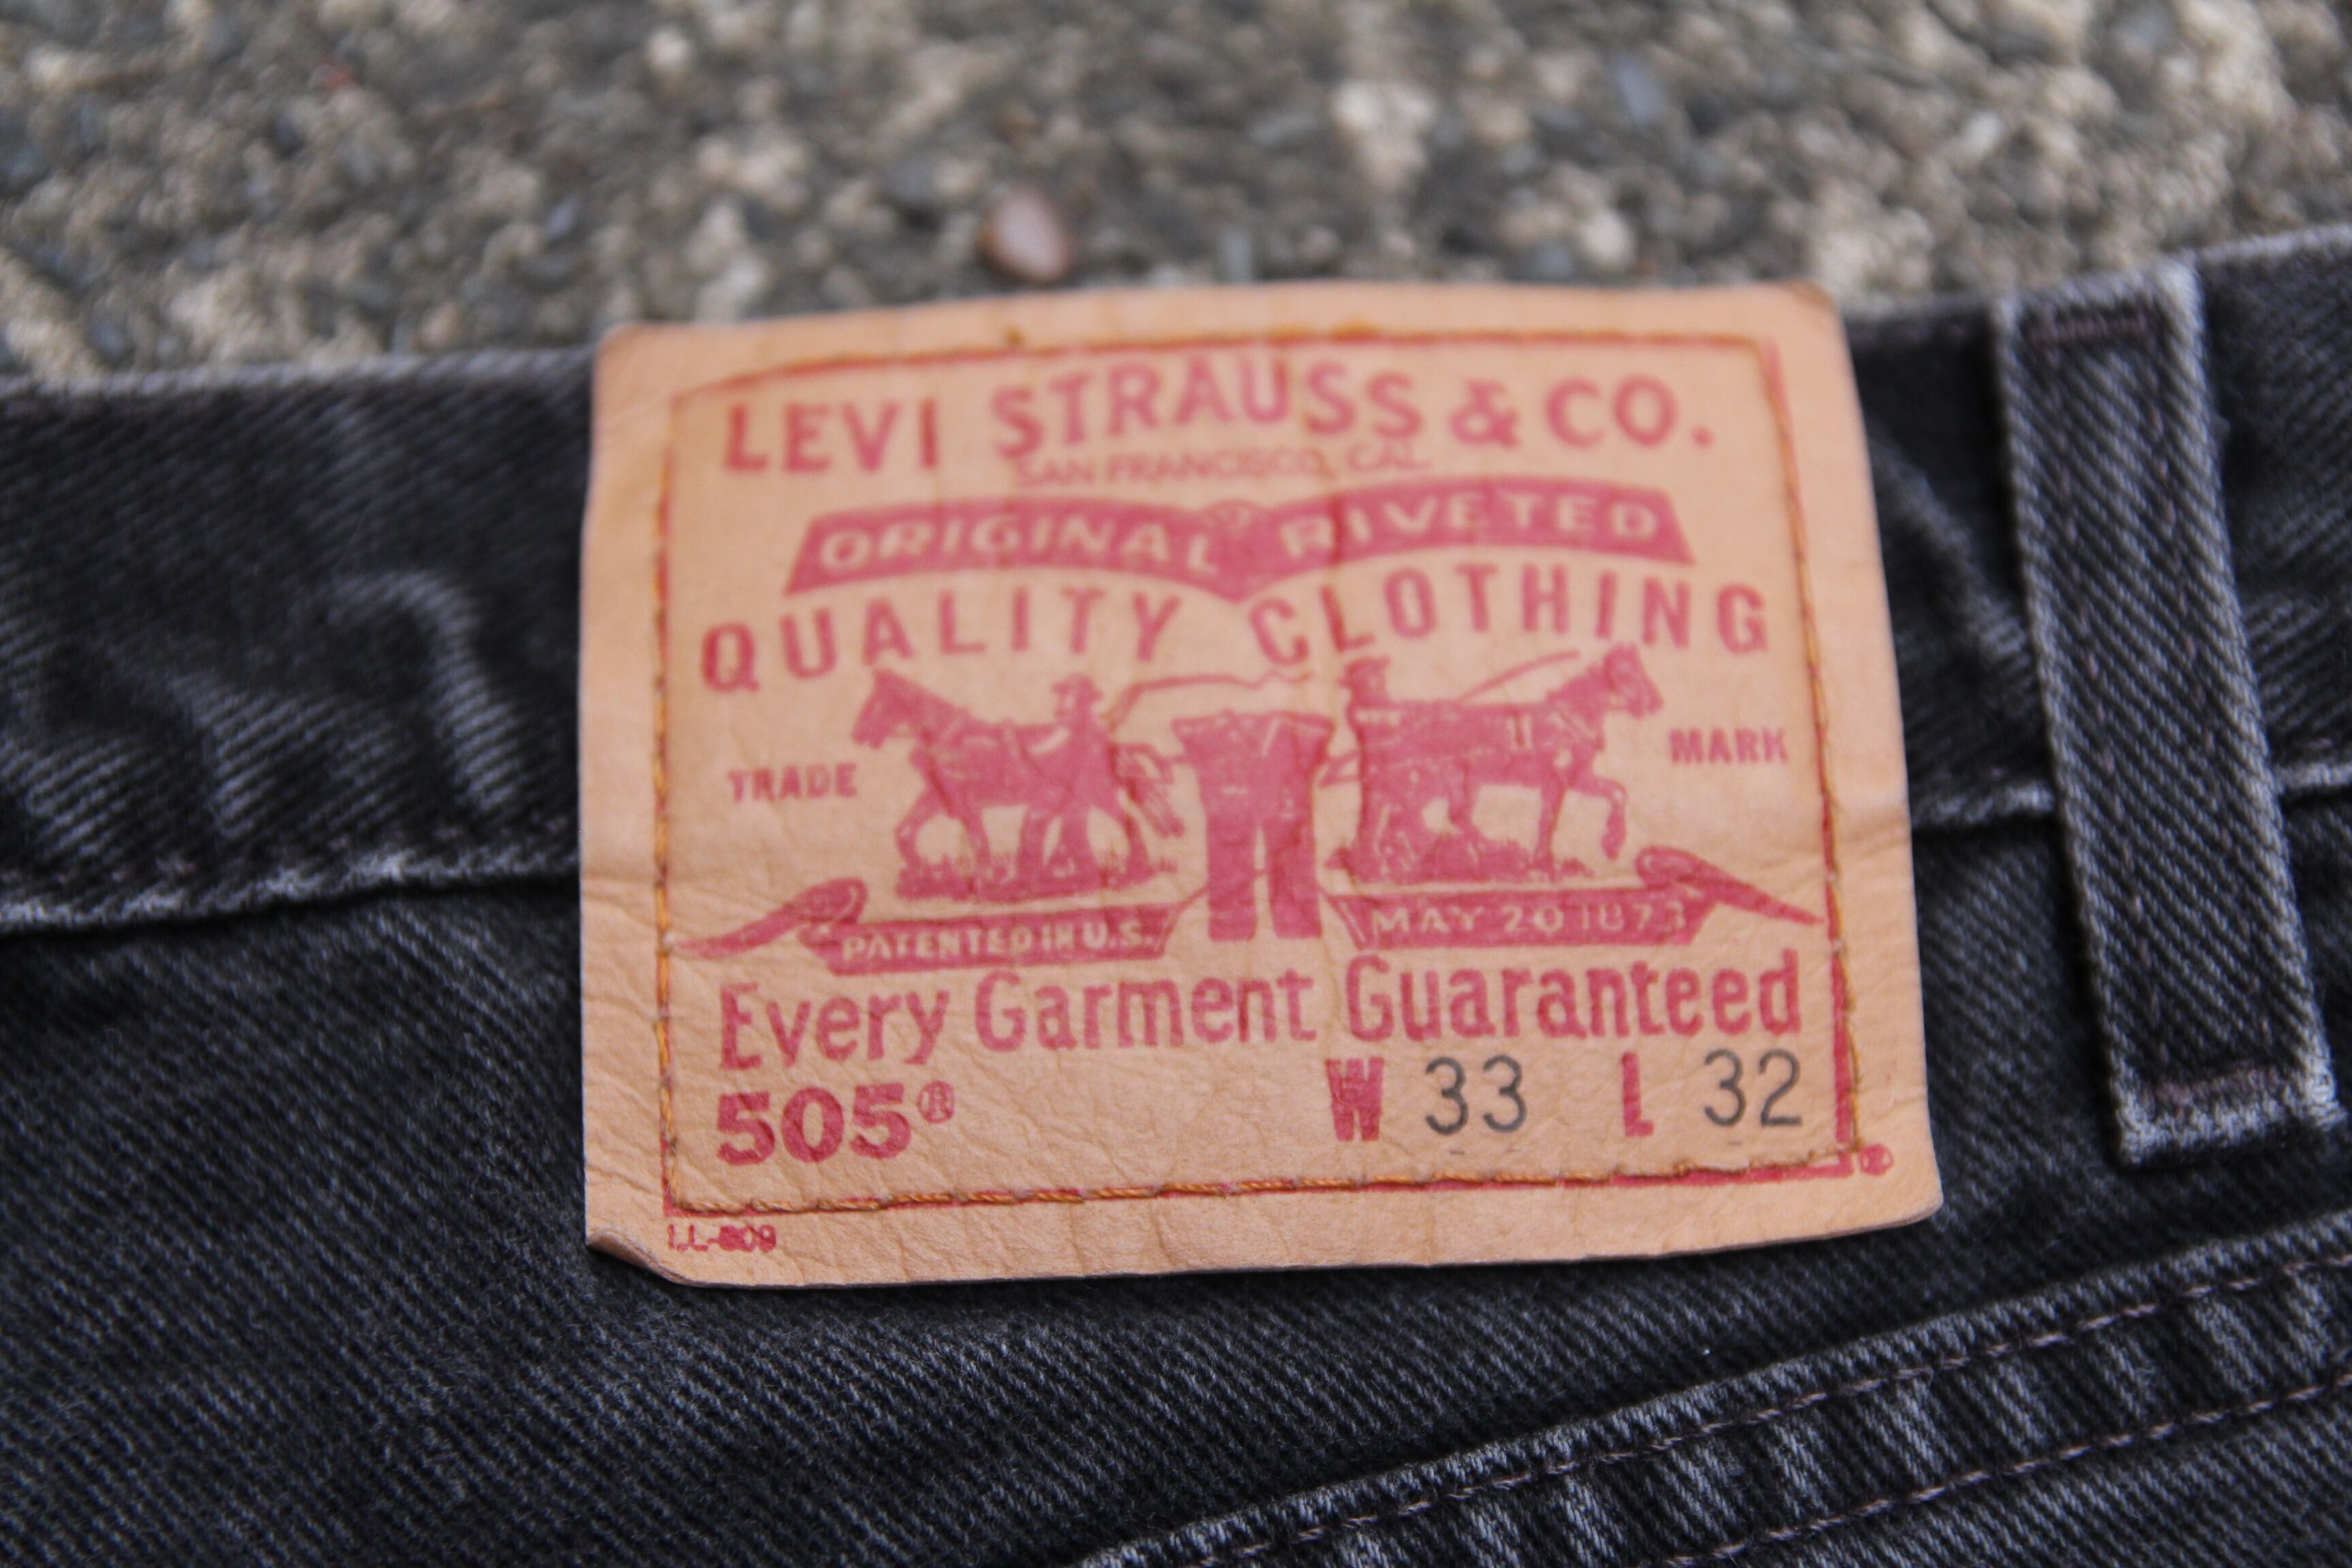 LEVI STRAUSS & CO.
SAN FRANCISCO, CAL.
ORIGINAL RIVETED
QUALITY CLOTHING
TRADE MARK
PATENTED IN U.S. MAY 20 1873
Every Garment Guaranteed
505® W 33 L 32
®